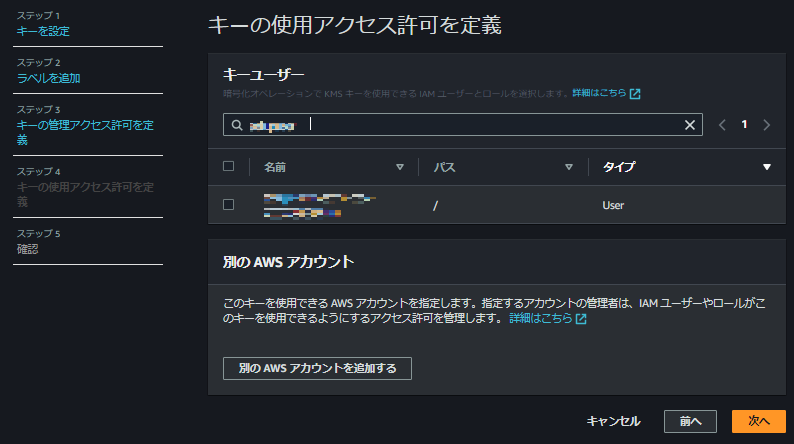 ステップ 1
キーを設定
ステップ 2
ラベルを追加
ステップ 3
キーの管理アクセス許可を定
義
ステップ 4
キーの使用アクセス許可を定
義
ステップ 5
確認
キーの使用アクセス許可を定義
キーユーザー
暗号化オペレーションで KMS キーを使用できる IAM ユーザーとロールを選択します。詳細はこちら
1
名前 パス タイプ
/ User
別の AWS アカウント
このキーを使用できる AWS アカウントを指定します。指定するアカウントの管理者は、IAM ユーザーやロールがこ
のキーを使用できるようにするアクセス許可を管理します。 詳細はこちら
別の AWS アカウントを追加する
キャンセル 前へ 次へ